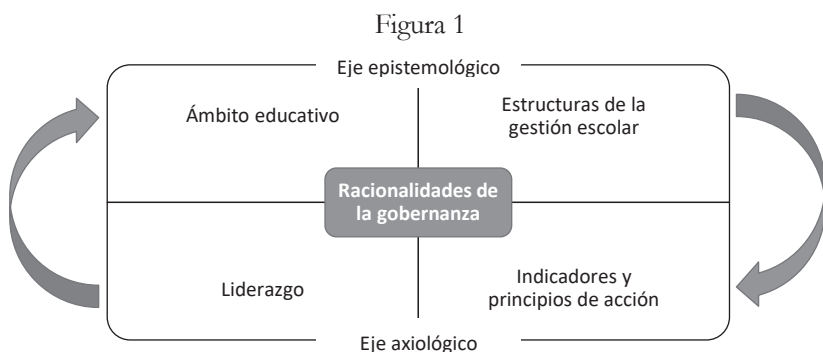 Figura 1
Eje epistemológico
Ámbito educativo
Estructuras de la
gestión escolar
Racionalidades de
la gobernanza
Liderazgo
Indicadores y
principios de acción
Eje axiológico